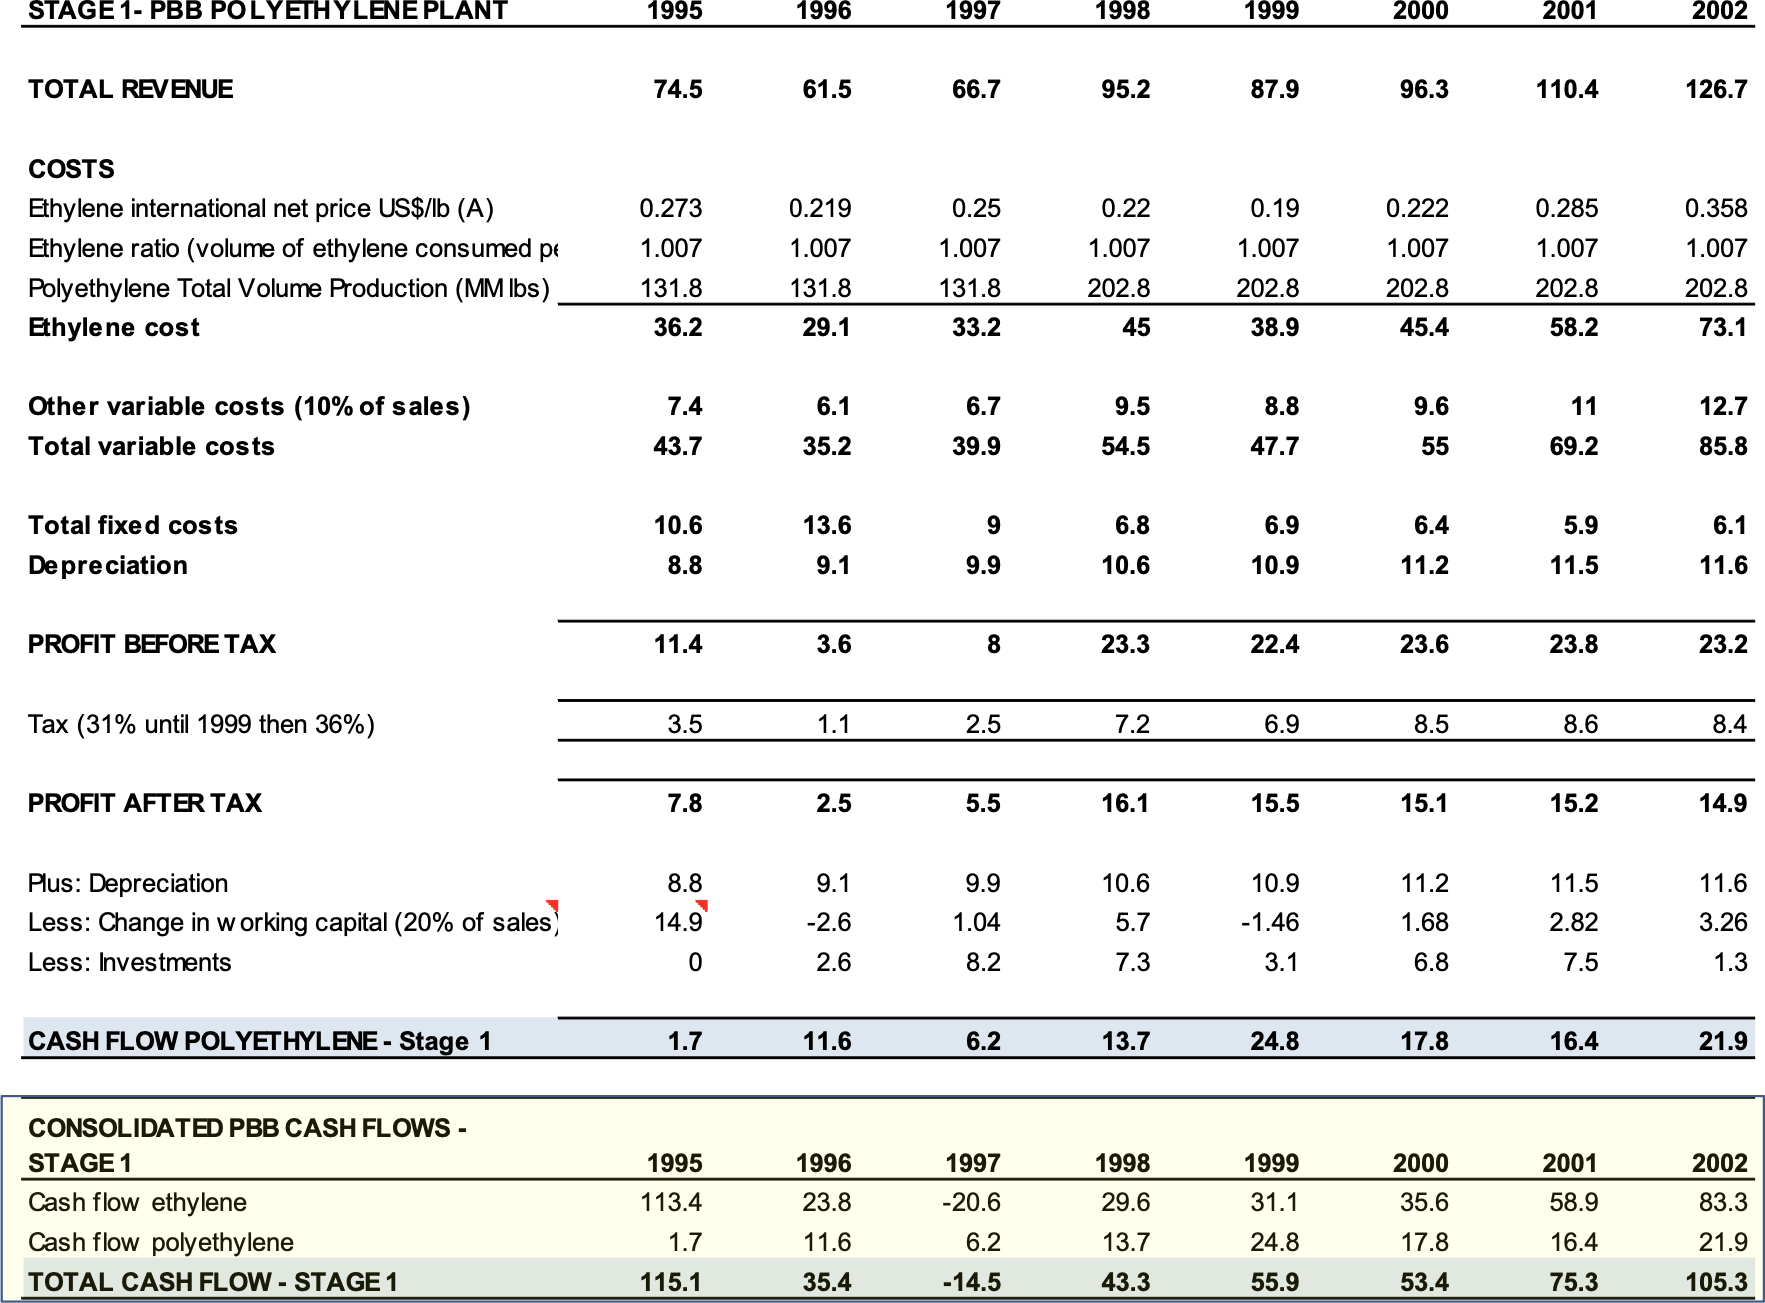 STAGE 1- PBB POLYETHYLENE PLANT 1995 1996 1997 1998 1999 2000 2001 2002
TOTAL REVENUE 74.5 61.5 66.7 95.2 87.9 96.3 110.4 126.7
COSTS
Ethylene international net price US$/lb (A) 0.273 0.219 0.25 0.22 0.19 0.222 0.285 0.358
Ethylene ratio (volume of ethylene consumed pe 1.007 1.007 1.007 1.007 1.007 1.007 1.007 1.007
Polyethylene Total Volume Production (MM lbs) 131.8 131.8 131.8 202.8 202.8 202.8 202.8 202.8
Ethylene cost 36.2 29.1 33.2 45 38.9 45.4 58.2 73.1
Other variable costs (10% of sales) 7.4 6.1 6.7 9.5 8.8 9.6 11 12.7
Total variable costs 43.7 35.2 39.9 54.5 47.7 55 69.2 85.8
Total fixed costs 10.6 13.6 9 6.8 6.9 6.4 5.9 6.1
Depreciation 8.8 9.1 9.9 10.6 10.9 11.2 11.5 11.6
PROFIT BEFORE TAX 11.4 3.6 8 23.3 22.4 23.6 23.8 23.2
Tax (31% until 1999 then 36%) 3.5 1.1 2.5 7.2 6.9 8.5 8.6 8.4
PROFIT AFTER TAX 7.8 2.5 5.5 16.1 15.5 15.1 15.2 14.9
Plus: Depreciation 8.8 9.1 9.9 10.6 10.9 11.2 11.5 11.6
Less: Change in working capital (20% of sales) 14.9 -2.6 1.04 5.7 -1.46 1.68 2.82 3.26
Less: Investments 0 2.6 8.2 7.3 3.1 6.8 7.5 1.3
CASH FLOW POLYETHYLENE - Stage 1 1.7 11.6 6.2 13.7 24.8 17.8 16.4 21.9
CONSOLIDATED PBB CASH FLOWS -
STAGE 1 1995 1996 1997 1998 1999 2000 2001 2002
Cash flow ethylene 113.4 23.8 -20.6 29.6 31.1 35.6 58.9 83.3
Cash flow polyethylene 1.7 11.6 6.2 13.7 24.8 17.8 16.4 21.9
TOTAL CASH FLOW - STAGE 1 115.1 35.4 -14.5 43.3 55.9 53.4 75.3 105.3